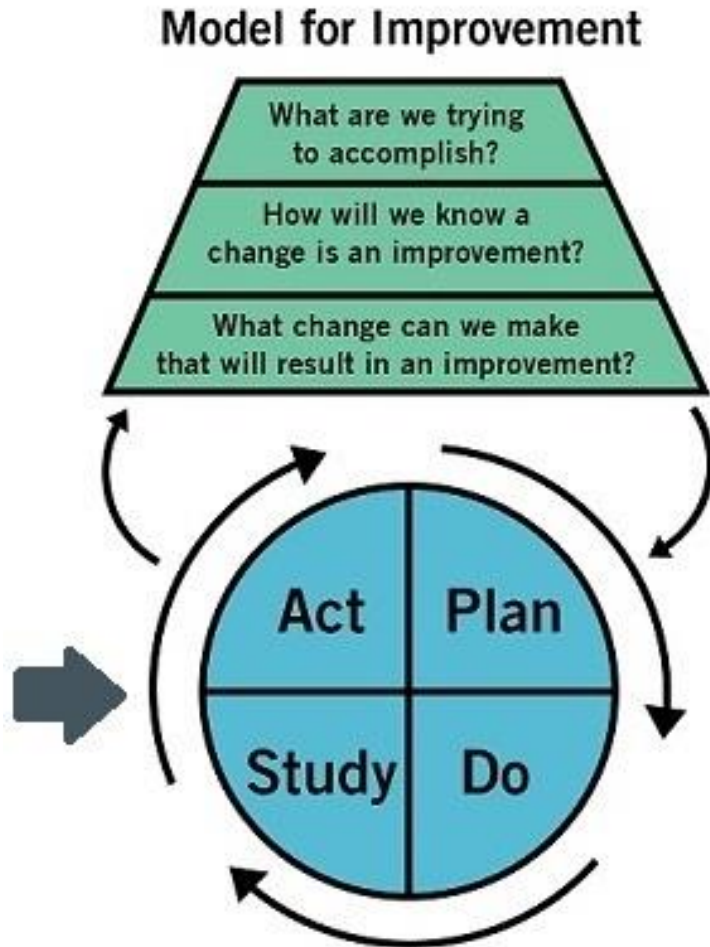 Model for Improvement
What are we trying
to accomplish?
How will we know a
change is an improvement?
What change can we make
that will result in an improvement?
Act
Plan
Study
Do